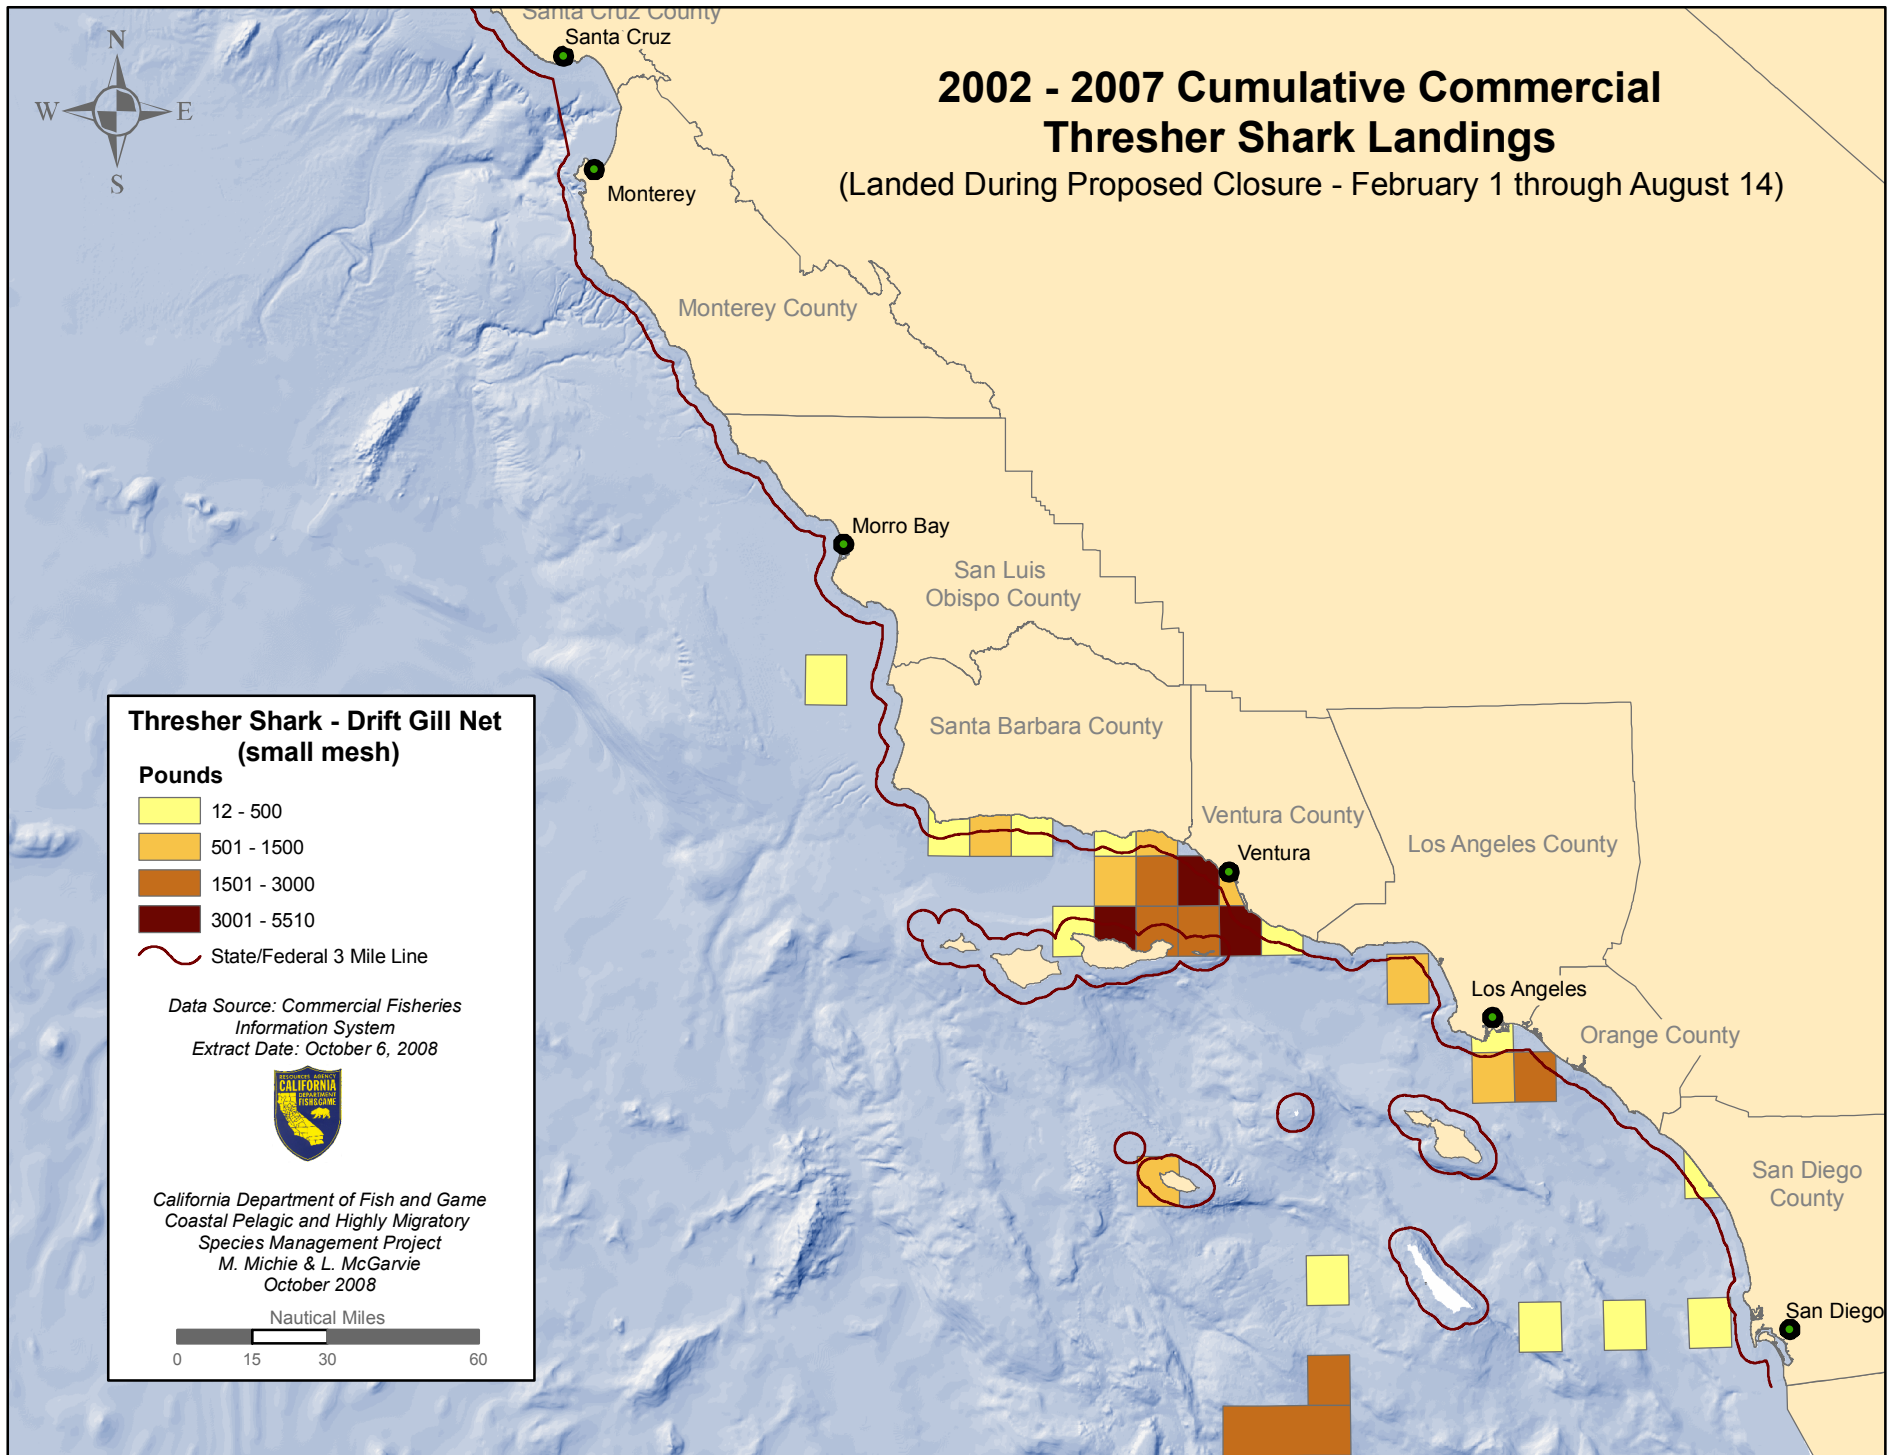 Santa Cruz County
Santa Cruz
N
W
E
S
2002 - 2007 Cumulative Commercial
Thresher Shark Landings
(Landed During Proposed Closure - February 1 through August 14)
Monterey
Monterey County
Morro Bay
San Luis
Obispo County
Santa Barbara County
Ventura County
Ventura
Los Angeles County
Los Angeles
Orange County
San Diego
County
San Diego
Thresher Shark - Drift Gill Net
(small mesh)
Pounds
12 - 500
501 - 1500
1501 - 3000
3001 - 5510
State/Federal 3 Mile Line
Data Source: Commercial Fisheries
Information System
Extract Date: October 6, 2008
RESOURCES AGENCY
CALIFORNIA
DEPARTMENT
FISH&GAME
California Department of Fish and Game
Coastal Pelagic and Highly Migratory
Species Management Project
M. Michie & L. McGarvie
October 2008
Nautical Miles
0 15 30 60